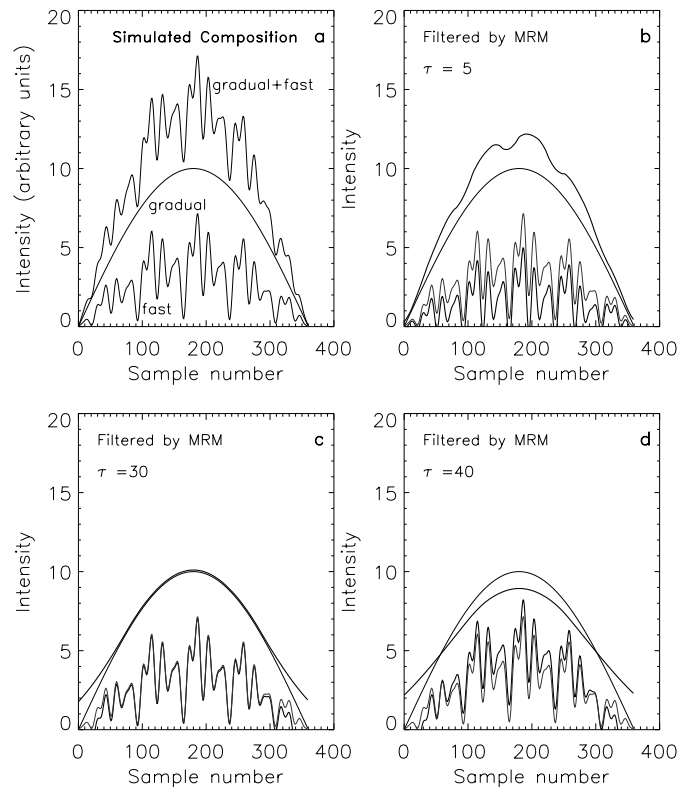 Simulated Composition a
gradual+fast
gradual
fast
Intensity (arbitrary units)
20
15
10
5
0
0 100 200 300 400
Sample number
Filtered by MRM b
τ = 5
Intensity
20
15
10
5
0
0 100 200 300 400
Sample number
Filtered by MRM c
τ =30
Intensity
20
15
10
5
0
0 100 200 300 400
Sample number
Filtered by MRM d
τ =40
Intensity
20
15
10
5
0
0 100 200 300 400
Sample number